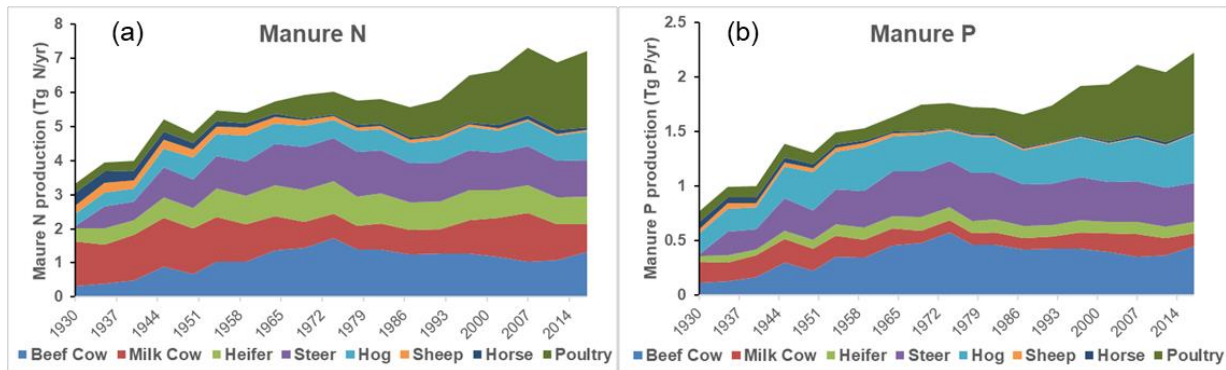 (a) Manure N
Maure N production (Tg N/yr)
8
7
6
5
4
3
2
1
0
1930 1937 1944 1951 1958 1965 1972 1979 1986 1993 2000 2007 2014
Beef Cow Milk Cow Heifer Steer Hog Sheep Horse Poultry
(b) Manure P
Manure P production (Tg P/yr)
2.5
2
1.5
1
0.5
0
1930 1937 1944 1951 1958 1965 1972 1979 1986 1993 2000 2007 2014
Beef Cow Milk Cow Heifer Steer Hog Sheep Horse Poultry